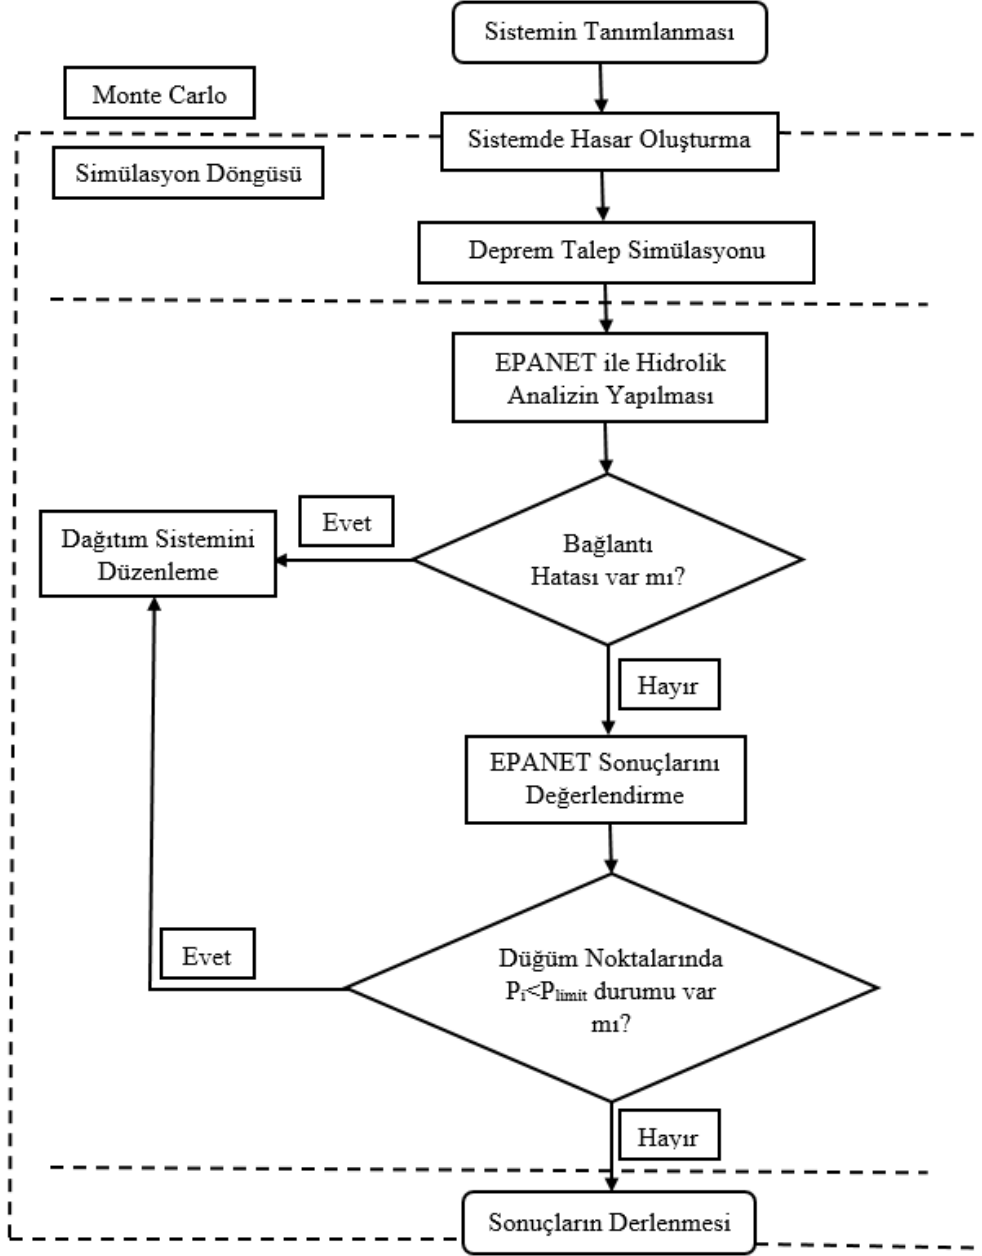 Sistemin Tanımlanması
Monte Carlo
Sistemde Hasar Oluşturma
Simülasyon Döngüsü
Deprem Talep Simülasyonu
EPANET ile Hidrolik
Analizin Yapılması
Evet
Dağıtım Sistemini
Düzenleme
Bağlantı
Hatası var mı?
Hayır
EPANET Sonuçlarını
Değerlendirme
Evet
Düğüm Noktalarında
Pi<Plimit durumu var
mı?
Hayır
Sonuçların Derlenmesi